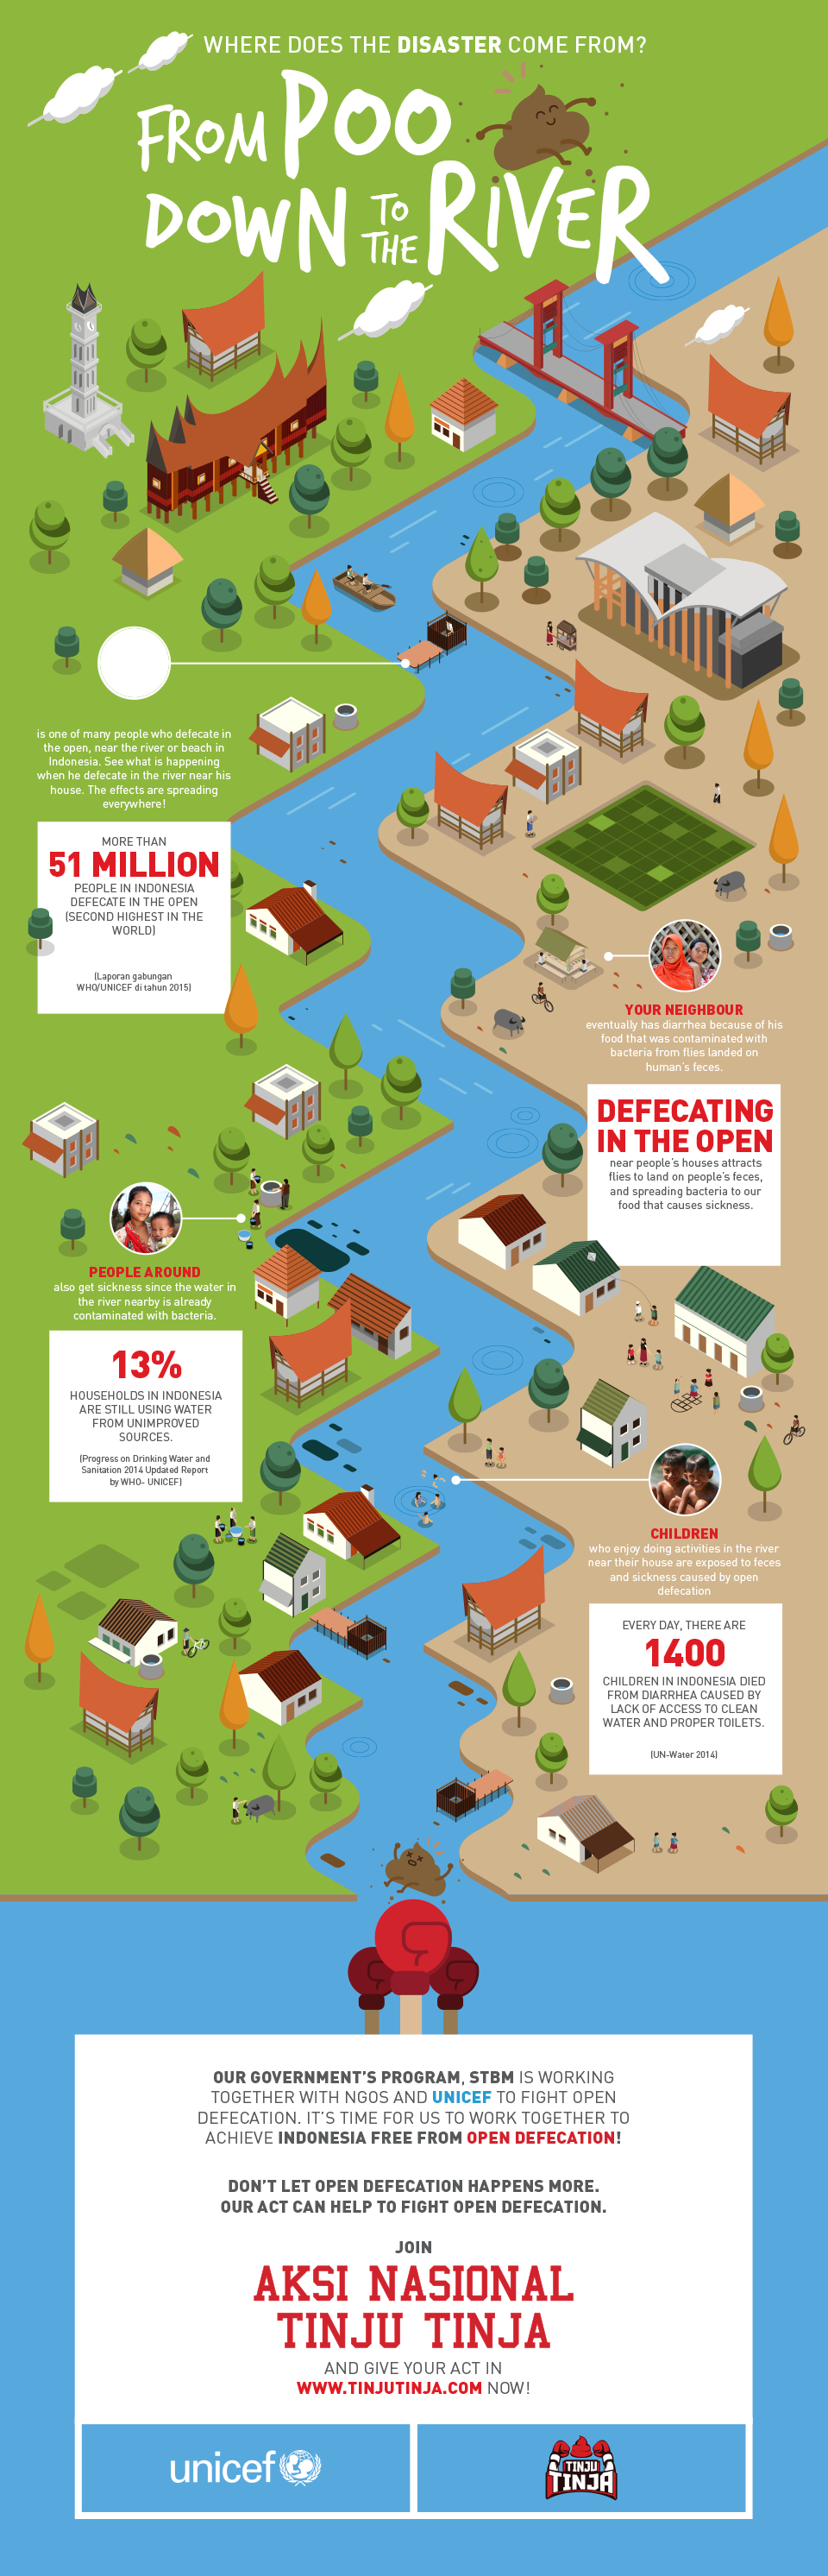 WHERE DOES THE DISASTER COME FROM?
FROM POO
DOWN TO THE RIVER
is one of many people who defecate in
the open, near the river or beach in
Indonesia. See what is happening
when he defecate in the river near his
house. The effects are spreading
everywhere!
MORE THAN
51 MILLION
PEOPLE IN INDONESIA
DEFECATE IN THE OPEN
(SECOND HIGHEST IN THE
WORLD)
(Laporan gabungan
WHO/UNICEF di tahun 2015)
YOUR NEIGHBOUR
eventually has diarrhea because of his
food that was contaminated with
bacteria from flies landed on
human's feces.
DEFECATING
IN THE OPEN
near people's houses attracts
flies to land on people's feces,
and spreading bacteria to our
food that causes sickness.
PEOPLE AROUND
also get sickness since the water in
the river nearby is already
contaminated with bacteria.
13%
HOUSEHOLDS IN INDONESIA
ARE STILL USING WATER
FROM UNIMPROVED
SOURCES.
(Progress on Drinking Water and
Sanitation 2014 Updated Report
by WHO- UNICEF)
CHILDREN
who enjoy doing activities in the river
near their house are exposed to feces
and sickness caused by open
defecation
EVERY DAY, THERE ARE
1400
CHILDREN IN INDONESIA DIED
FROM DIARRHEA CAUSED BY
LACK OF ACCESS TO CLEAN
WATER AND PROPER TOILETS.
(UN-Water 2014)
OUR GOVERNMENT'S PROGRAM, STBM IS WORKING
TOGETHER WITH NGOS AND UNICEF TO FIGHT OPEN
DEFECATION. IT'S TIME FOR US TO WORK TOGETHER TO
ACHIEVE INDONESIA FREE FROM OPEN DEFECATION!
DON'T LET OPEN DEFECATION HAPPENS MORE.
OUR ACT CAN HELP TO FIGHT OPEN DEFECATION.
JOIN
AKSI NASIONAL
TINJU TINJA
AND GIVE YOUR ACT IN
WWW.TINJUTINJA.COM NOW!
unicef
TINJU
TINJA